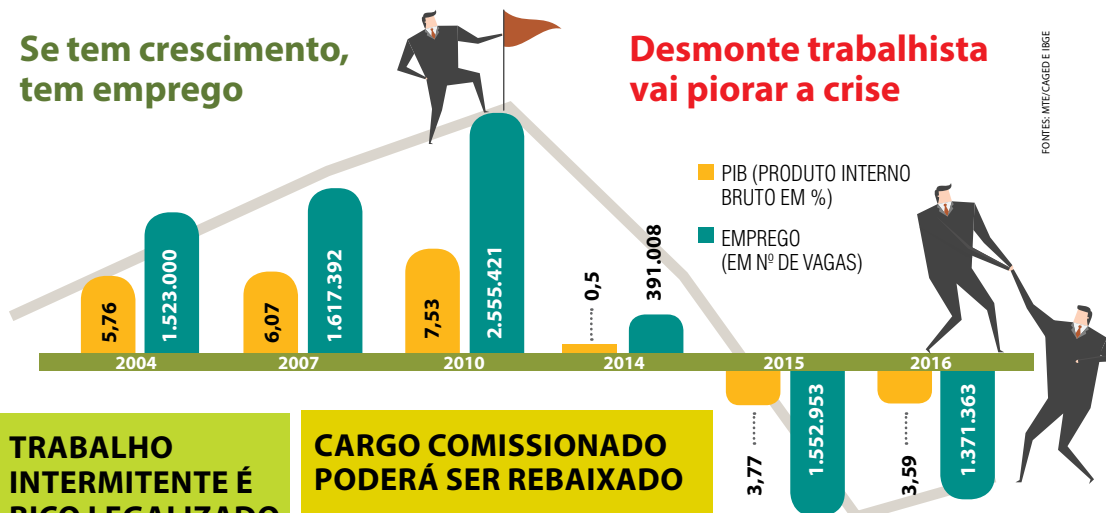 Se tem crescimento,
tem emprego
Desmonte trabalhista
vai piorar a crise
FONTES: MTE/CAGED E IBGE
PIB (PRODUTO INTERNO
BRUTO EM %)
EMPREGO
(EM Nº DE VAGAS)
5,76
1.523.000
6,07
1.617.392
7,53
2.555.421
0,5
391.008
2004
2007
2010
2014
2015
2016
3,77
1.552.953
3,59
1.371.363
TRABALHO
INTERMITENTE É
BICO LEGALIZADO
CARGO COMISSIONADO
PODERÁ SER REBAIXADO